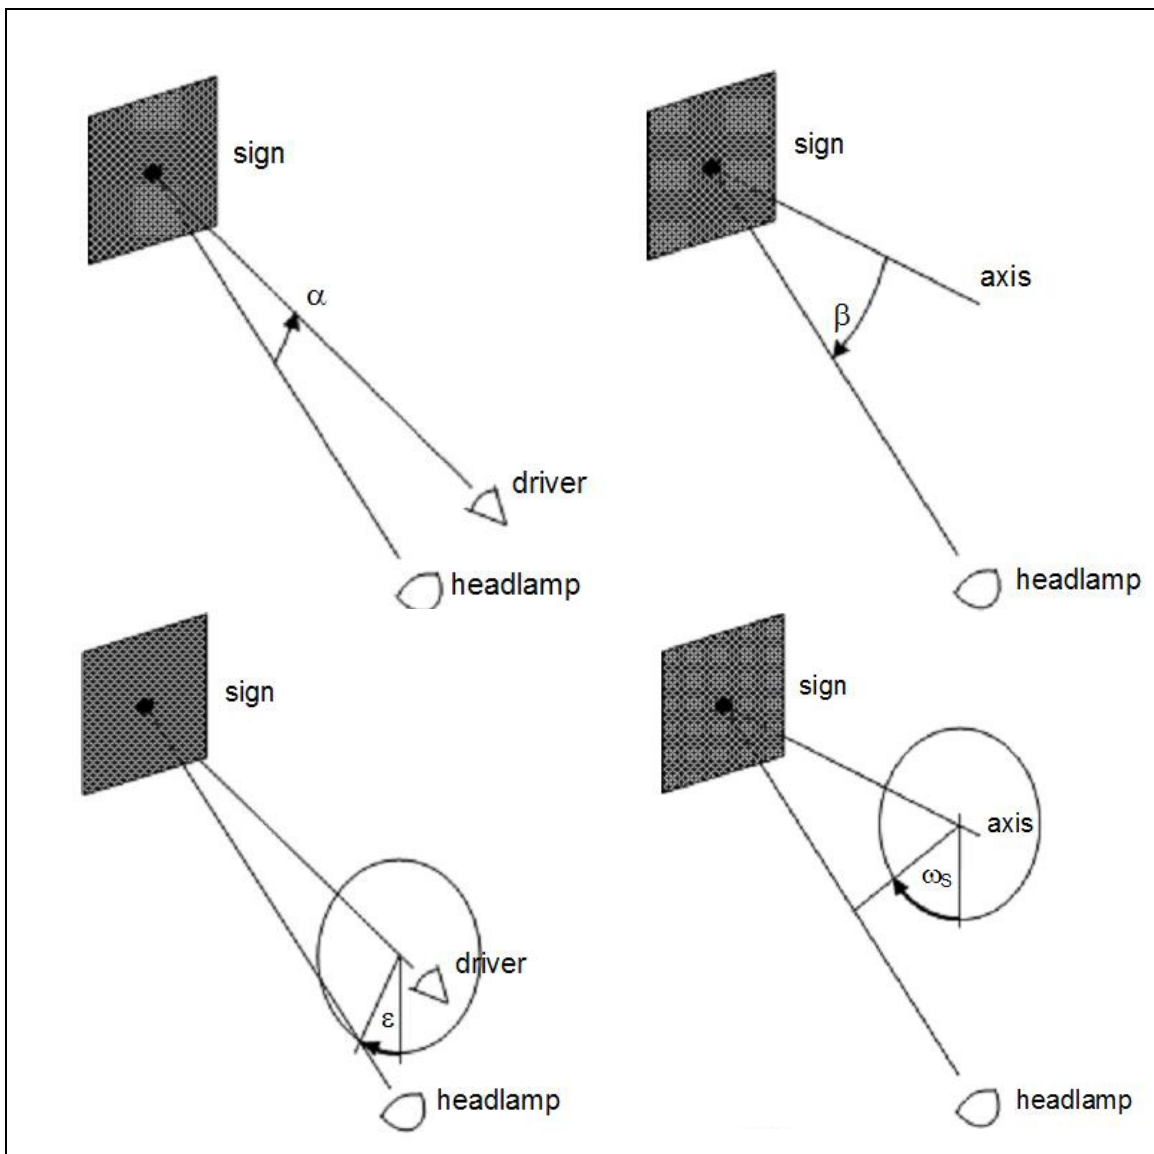 sign
α
driver
headlamp
sign
axis
β
headlamp
sign
driver
ε
headlamp
sign
axis
ωS
headlamp